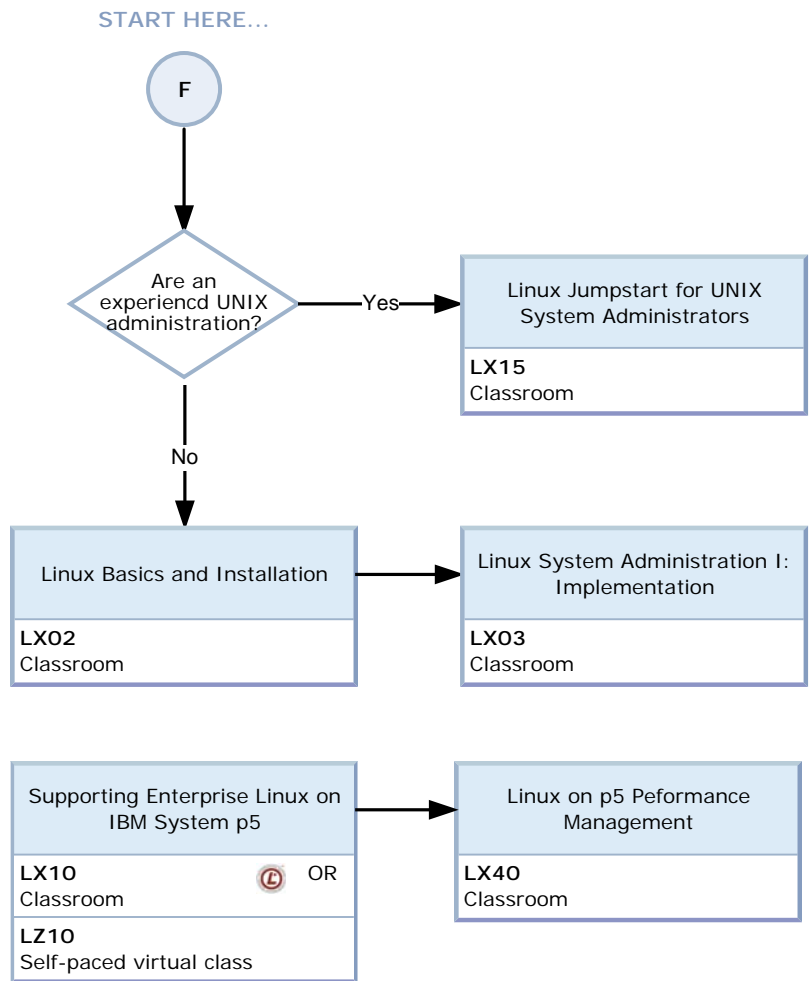 START HERE...
F
Are an
experiencd UNIX
administration?
Yes
Linux Jumpstart for UNIX
System Administrators
LX15
Classroom
No
Linux Basics and Installation
LX02
Classroom
Linux System Administration I:
Implementation
LX03
Classroom
Supporting Enterprise Linux on
IBM System p5
LX10
OR
Classroom
LZ10
Self-paced virtual class
Linux on p5 Peformance
Management
LX40
Classroom